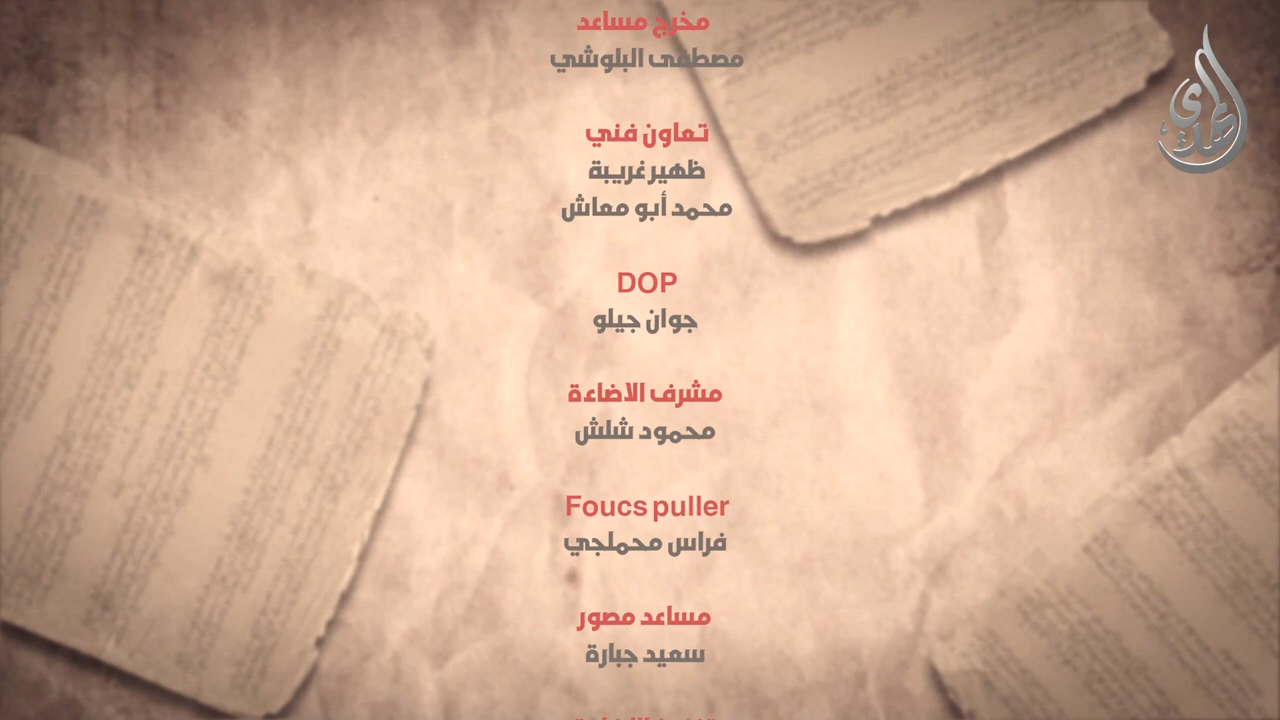 مخرج مساعد
مصطفى البلوشي
تعاون فني
ظهير غريبة
محمد أبو معاش
DOP
جوان جيلو
مشرف الاضاءة
محمود شلش
Foucs puller
فراس محملجي
مساعد مصور
سعيد جبارة